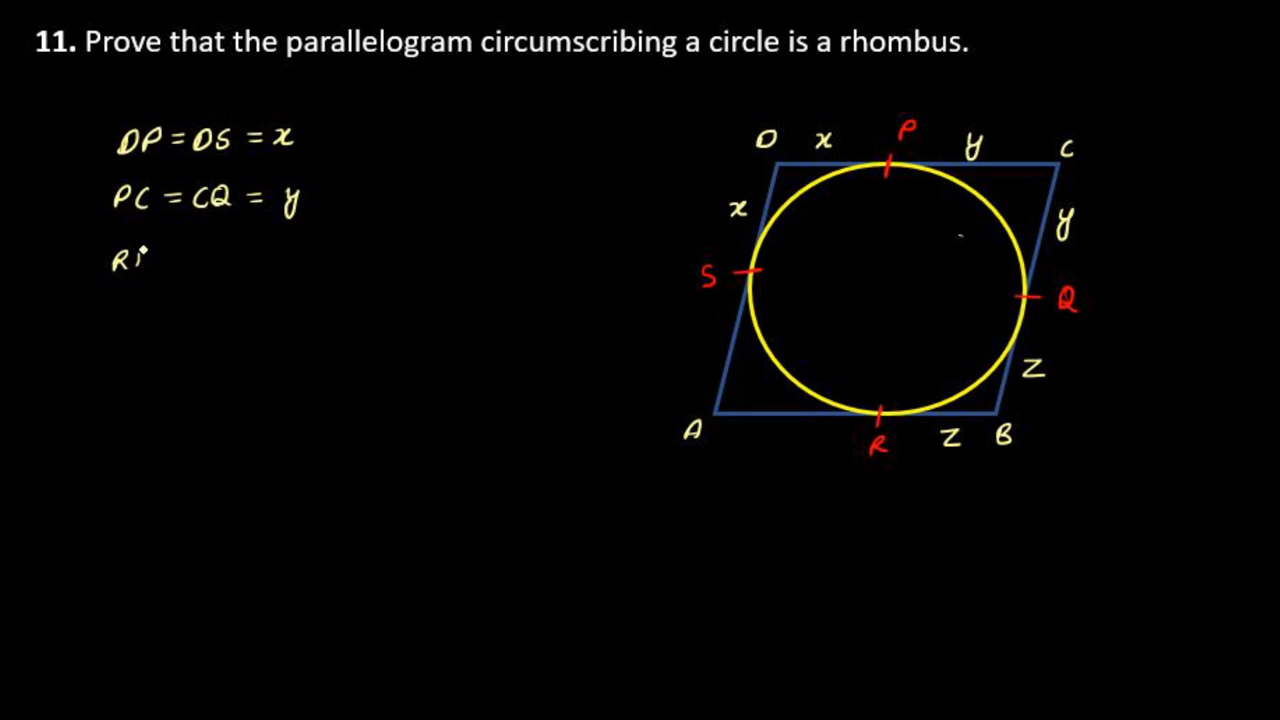 11. Prove that the parallelogram circumscribing a circle is a rhombus.
DP = DS = x
PC = CQ = y
R
D x P y C
x
y
S
Q
z
A R z B